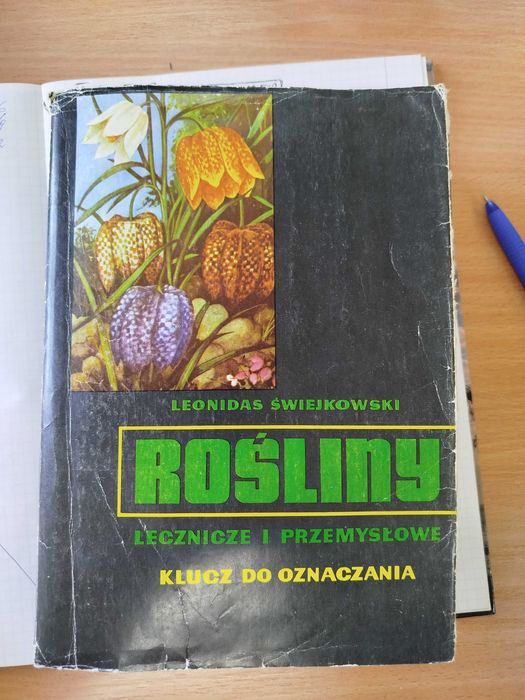 LEONIDAS ŚWIEJKOWSKI
ROŚLINY
LECZNICZE I PRZEMYSŁOWE
KLUCZ DO OZNACZANIA